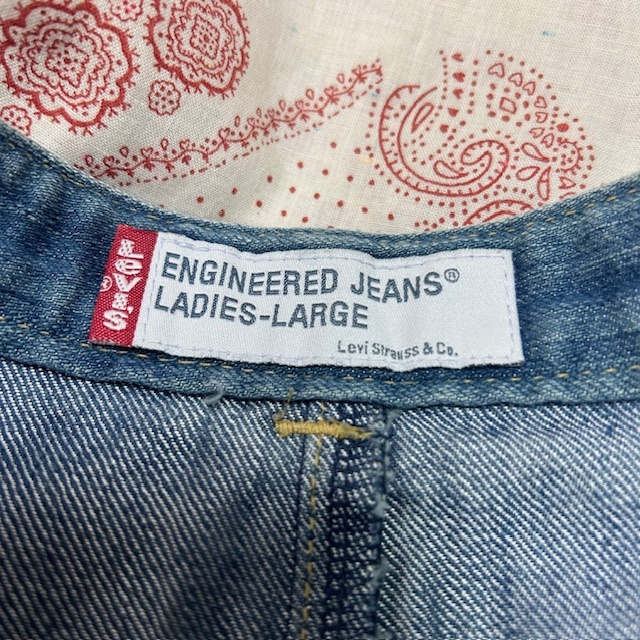 LEVI'S®
ENGINEERED JEANS®
LADIES-LARGE
Levi Strauss & Co.